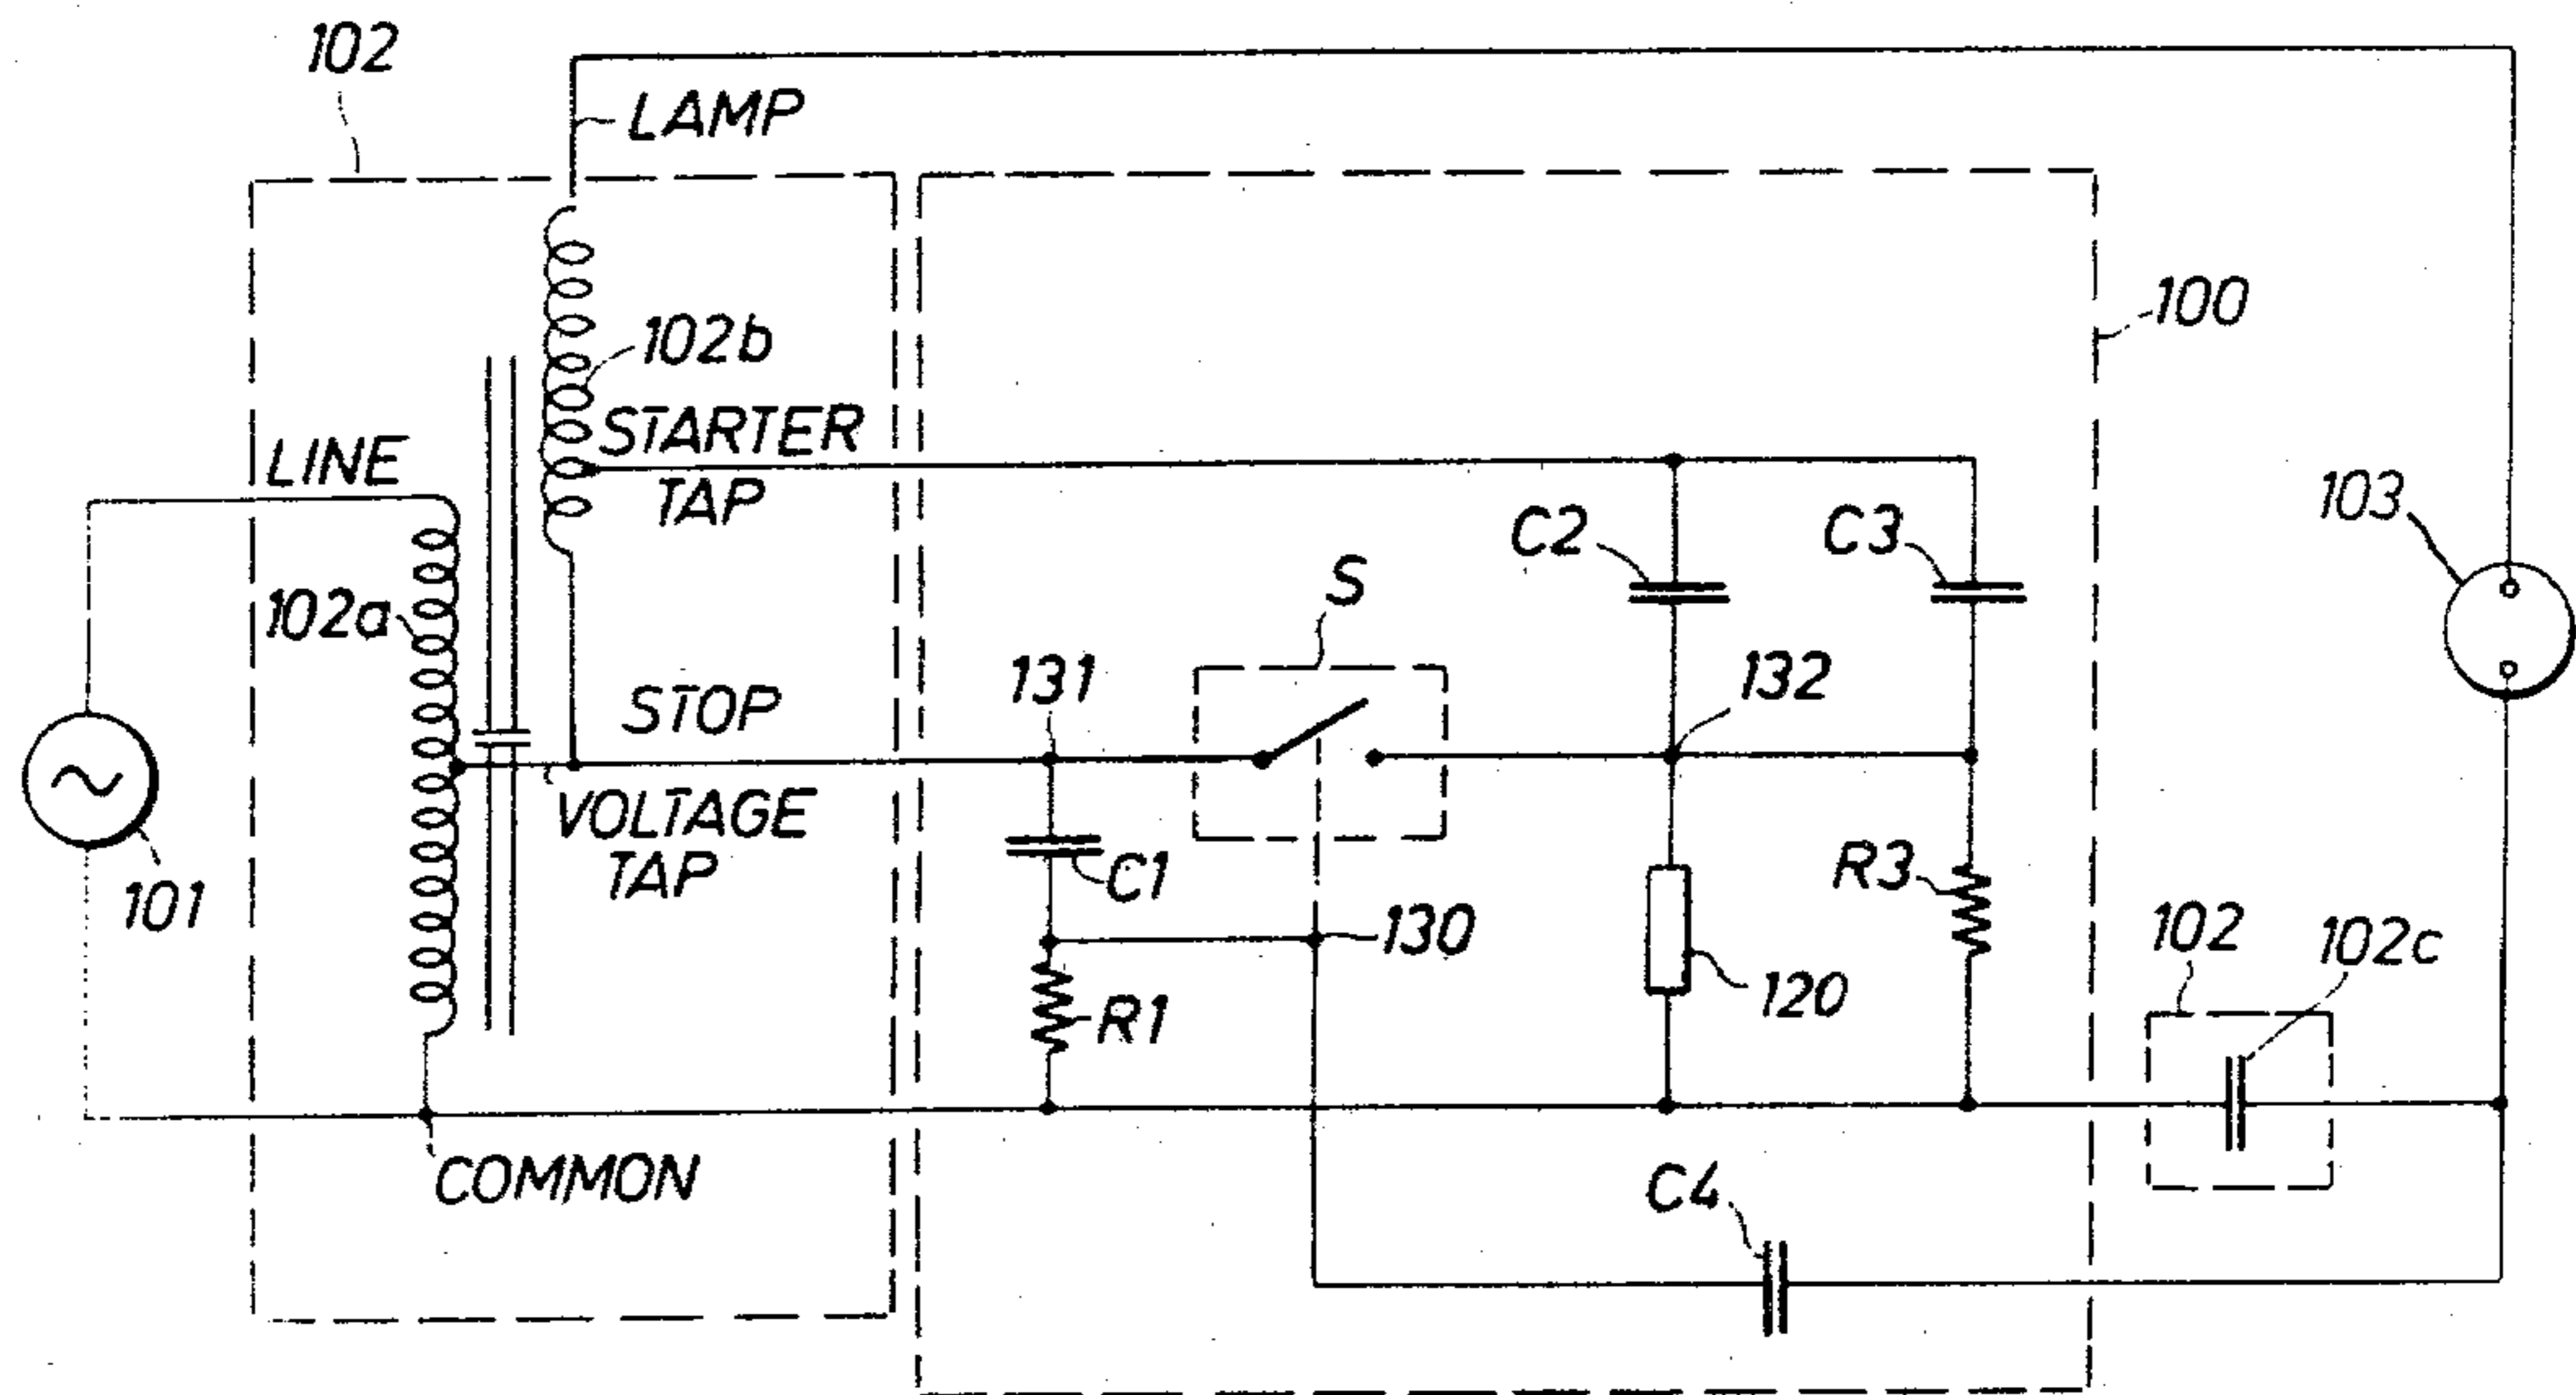 102
LAMP
102b
STARTER
TAP
LINE
102a
100
C2
C3
103
S
STOP
131
132
VOLTAGE
TAP
101
C1
R3
130
102
102c
R1
120
COMMON
C4